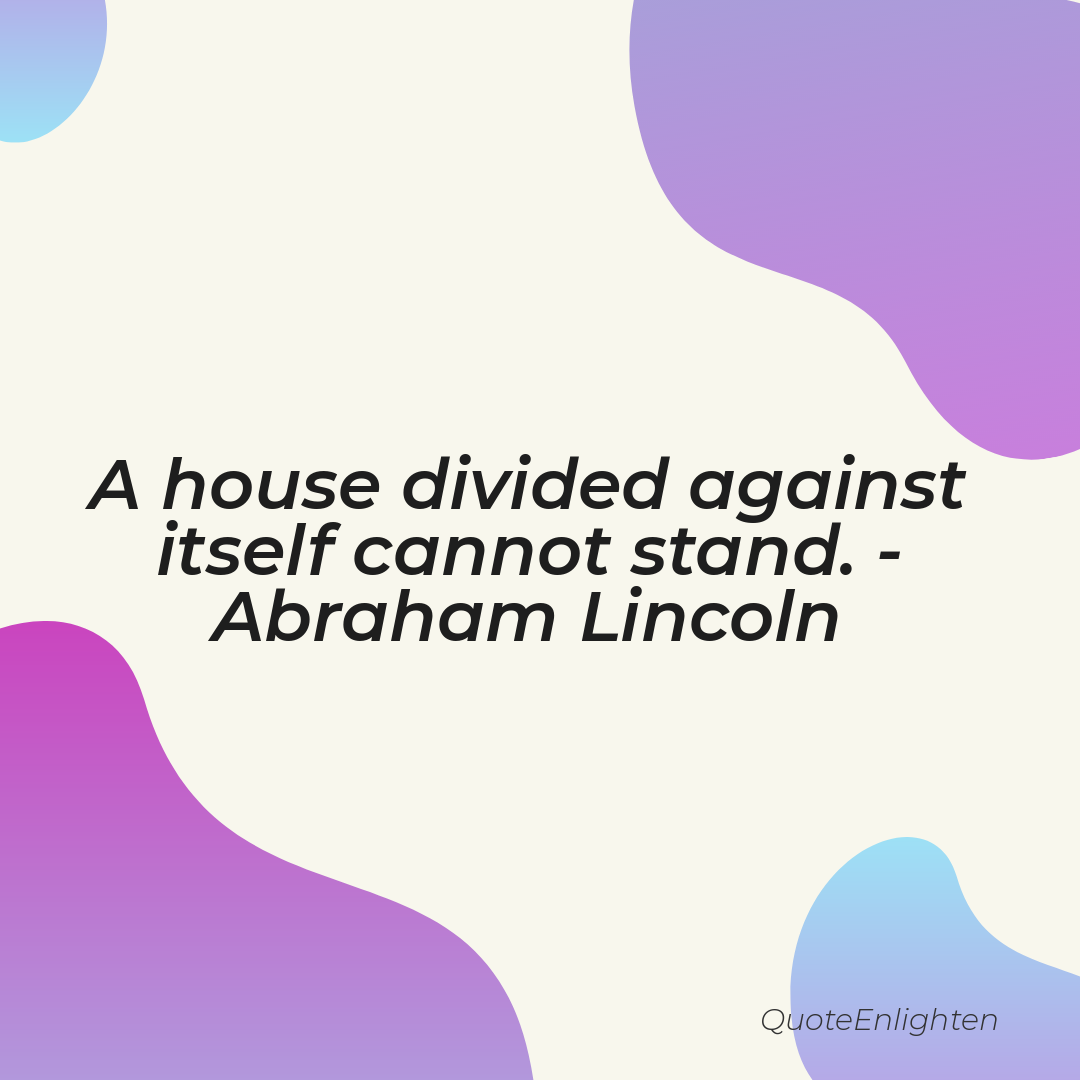 A house divided against
itself cannot stand. -
Abraham Lincoln
QuoteEnlighten